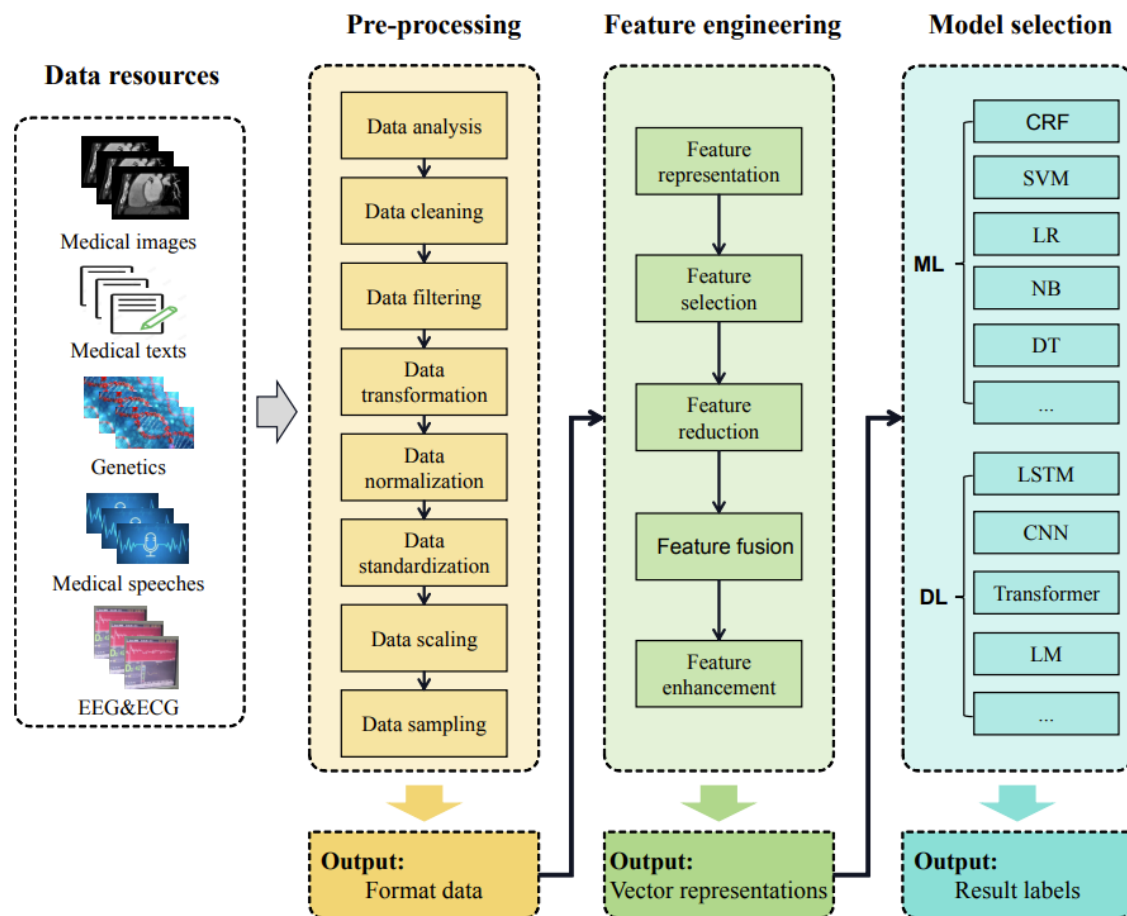 Data resources
Medical images
Medical texts
Genetics
Medical speeches
EEG&ECG
Pre-processing
Data analysis
Data cleaning
Data filtering
Data
transformation
Data
normalization
Data
standardization
Data scaling
Data sampling
Output:
Format data
Feature engineering
Feature
representation
Feature
selection
Feature
reduction
Feature fusion
Feature
enhancement
Output:
Vector representations
Model selection
ML
CRF
SVM
LR
NB
DT
...
DL
LSTM
CNN
Transformer
LM
...
Output:
Result labels